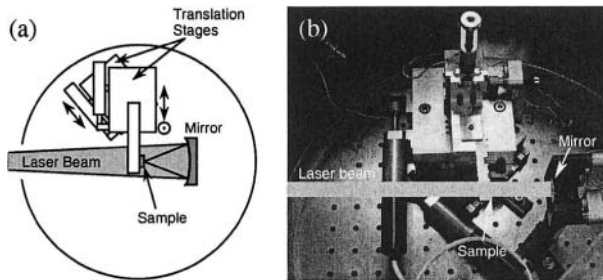 (a)
Translation
Stages
Mirror
Laser Beam
Sample
(b)
Mirror
Laser beam
Sample